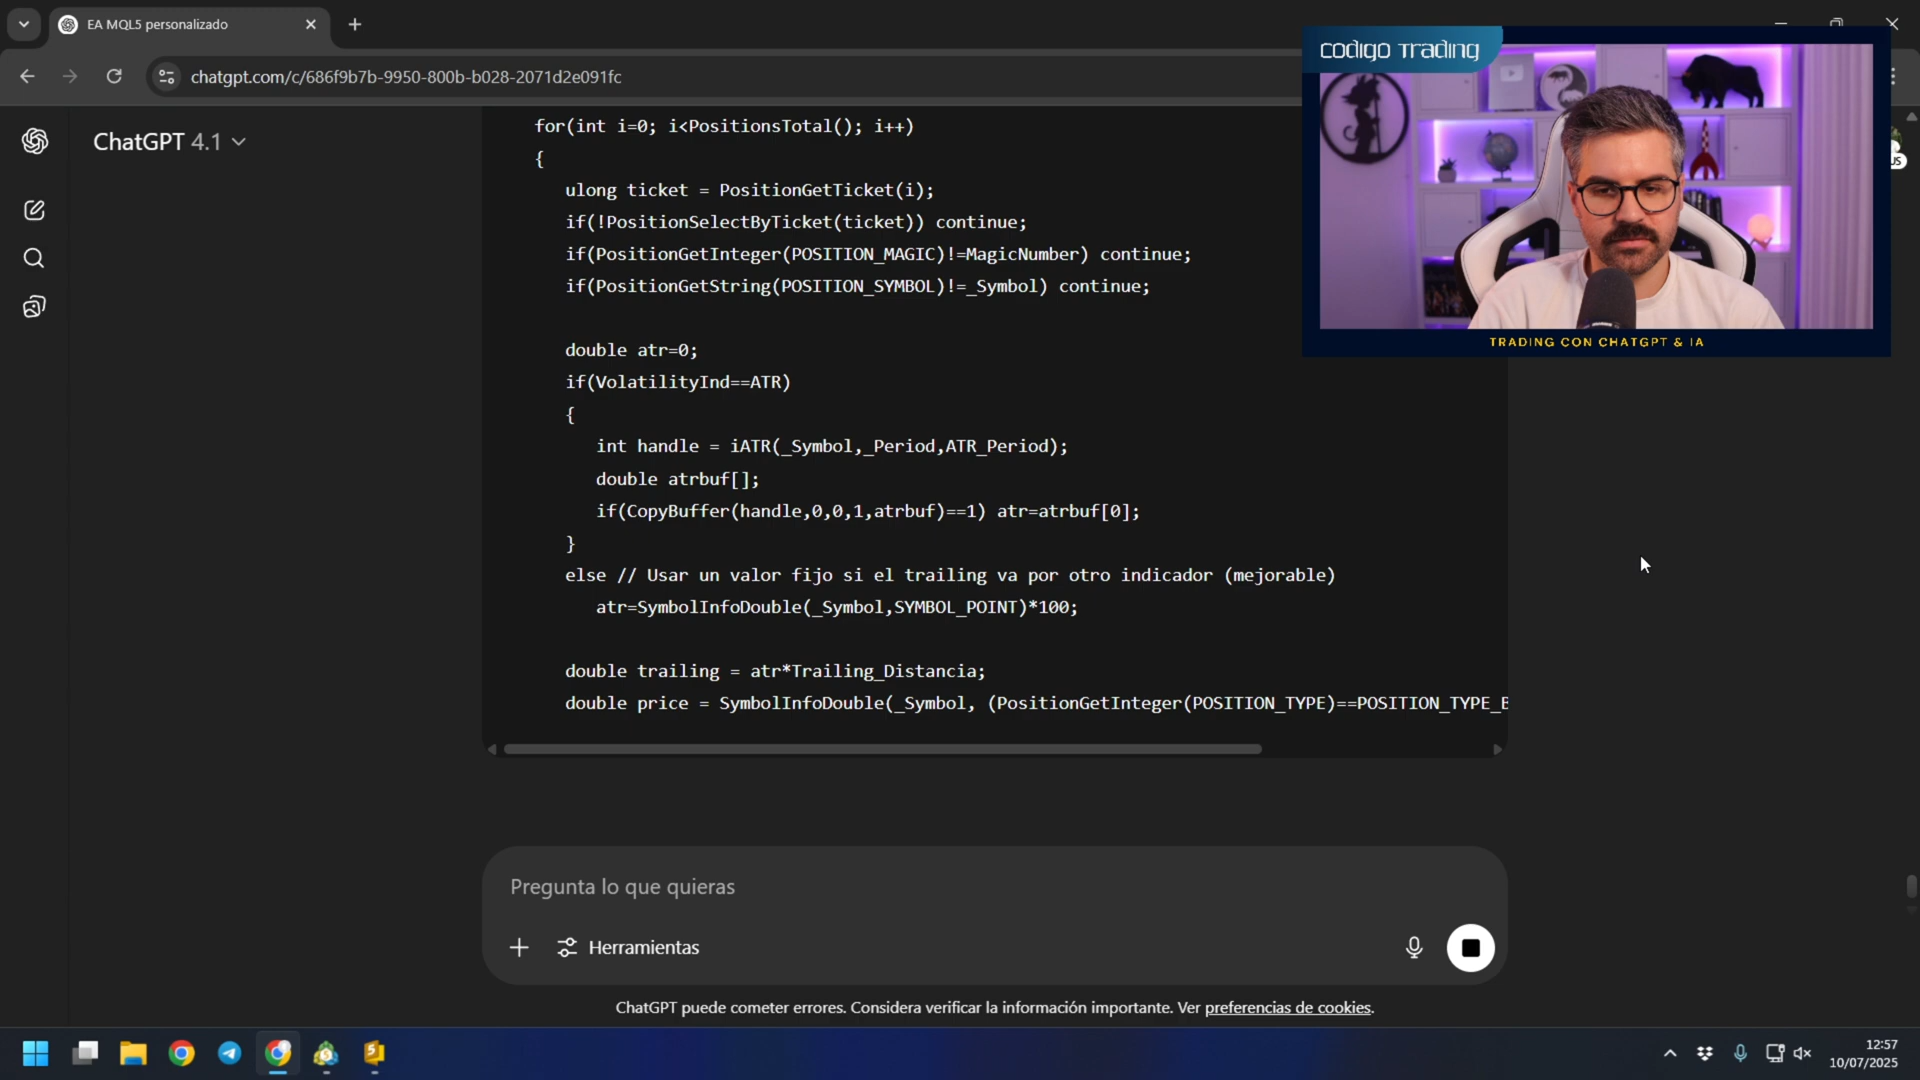 EA MQL5 personalizado
chatgpt.com/c/686f9b7b-9950-800b-b028-2071d2e091fc
codigo Trading
TRADING CON CHATGPT & IA
ChatGPT 4.1
for(int i=0; i<PositionsTotal(); i++)
{
ulong ticket = PositionGetTicket(i);
if(!PositionSelectByTicket(ticket)) continue;
if(PositionGetInteger(POSITION_MAGIC)!=MagicNumber) continue;
if(PositionGetString(POSITION_SYMBOL)!=_Symbol) continue;
double atr=0;
if(VolatilityInd==ATR)
{
int handle = iATR(_Symbol,_Period,ATR_Period);
double atrbuf[];
if(CopyBuffer(handle,0,0,1,atrbuf)==1) atr=atrbuf[0];
}
else // Usar un valor fijo si el trailing va por otro indicador (mejorable)
atr=SymbolInfoDouble(_Symbol,SYMBOL_POINT)*100;
double trailing = atr*Trailing_Distancia;
double price = SymbolInfoDouble(_Symbol, (PositionGetInteger(POSITION_TYPE)==POSITION_TYPE_B
Pregunta lo que quieras
Herramientas
ChatGPT puede cometer errores. Considera verificar la información importante. Ver preferencias de cookies.
12:57
10/07/2025